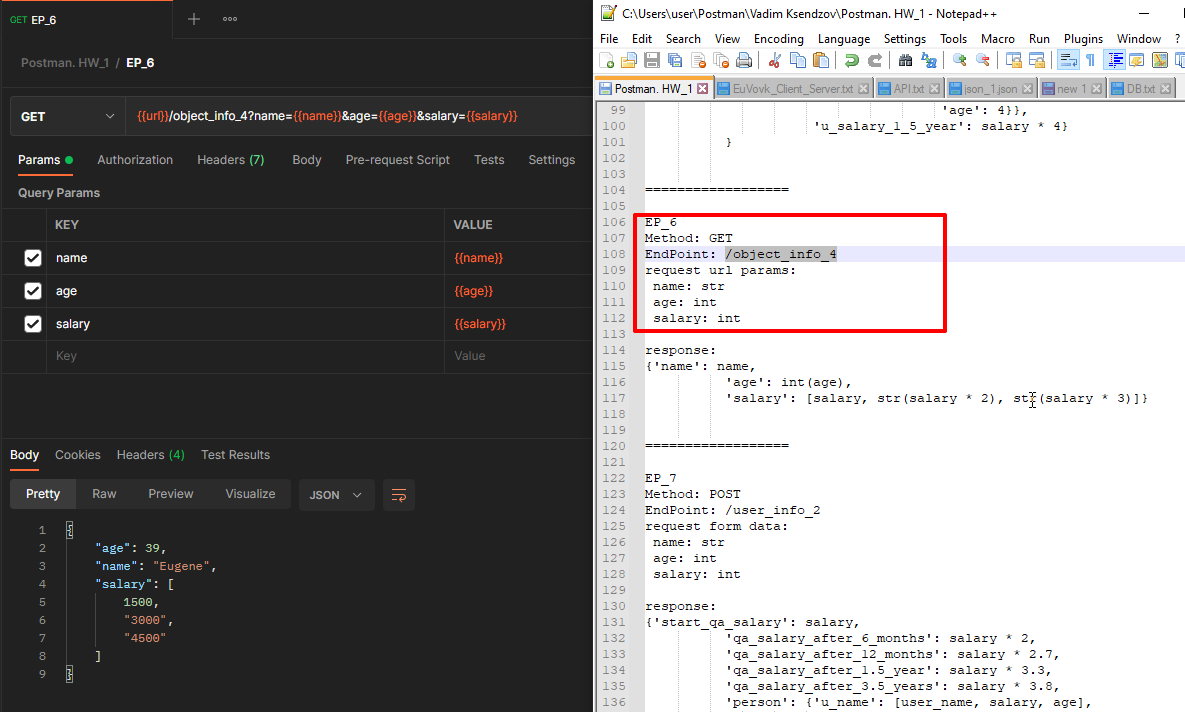 GET EP_6
Postman. HW_1 / EP_6
GET
{{url}}/object_info_4?name={{name}}&age={{age}}&salary={{salary}}
Params Authorization Headers (7) Body Pre-request Script Tests Settings
Query Params
KEY VALUE
name {{name}}
age {{age}}
salary {{salary}}
Key Value
Body Cookies Headers (4) Test Results
Pretty Raw Preview Visualize JSON
1 {
2 "age": 39,
3 "name": "Eugene",
4 "salary": [
5 1500,
6 "3000",
7 "4500"
8 ]
9 }
C:\Users\user\Postman\Vadim Ksendzov\Postman. HW_1 - Notepad++
File Edit Search View Encoding Language Settings Tools Macro Run Plugins Window ?
Postman. HW_1 EuVovk_Client_Server.txt API.txt json_1.json new 1 DB.txt
99 'age': 4}},
100 'u_salary_1_5_year': salary * 4}
101 }
102
103
104 ==================
105
106 EP_6
107 Method: GET
108 EndPoint: /object_info_4
109 request url params:
110 name: str
111 age: int
112 salary: int
113
114 response:
115 {'name': name,
116 'age': int(age),
117 'salary': [salary, str(salary * 2), str(salary * 3)]}
118
119
120 ==================
121
122 EP_7
123 Method: POST
124 EndPoint: /user_info_2
125 request form data:
126 name: str
127 age: int
128 salary: int
129
130 response:
131 {'start_qa_salary': salary,
132 'qa_salary_after_6_months': salary * 2,
133 'qa_salary_after_12_months': salary * 2.7,
134 'qa_salary_after_1.5_year': salary * 3.3,
135 'qa_salary_after_3.5_years': salary * 3.8,
136 'person': {'u_name': [user_name, salary, age],